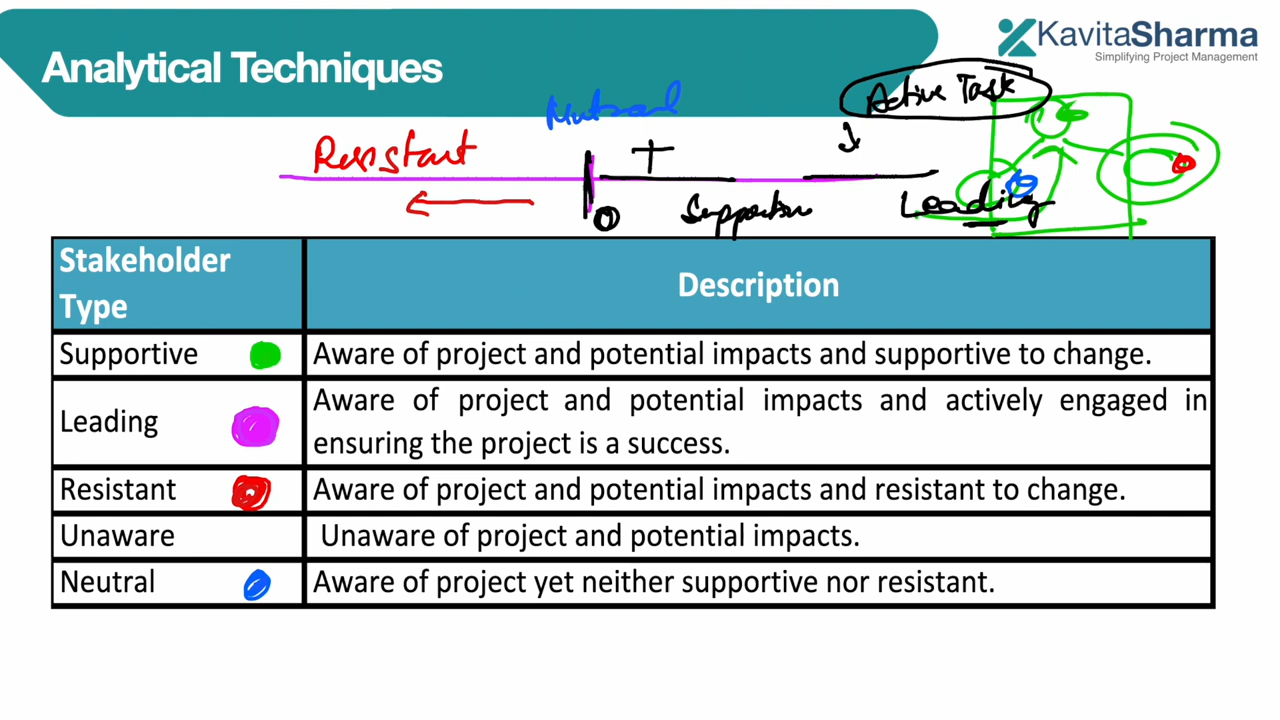 Analytical Techniques
KavitaSharma
Simplifying Project Management
Active Task
Resistant
+
0
Leading
Stakeholder
Type
Description
Supportive
Aware of project and potential impacts and supportive to change.
Leading
Aware of project and potential impacts and actively engaged in
ensuring the project is a success.
Resistant
Aware of project and potential impacts and resistant to change.
Unaware
Unaware of project and potential impacts.
Neutral
Aware of project yet neither supportive nor resistant.